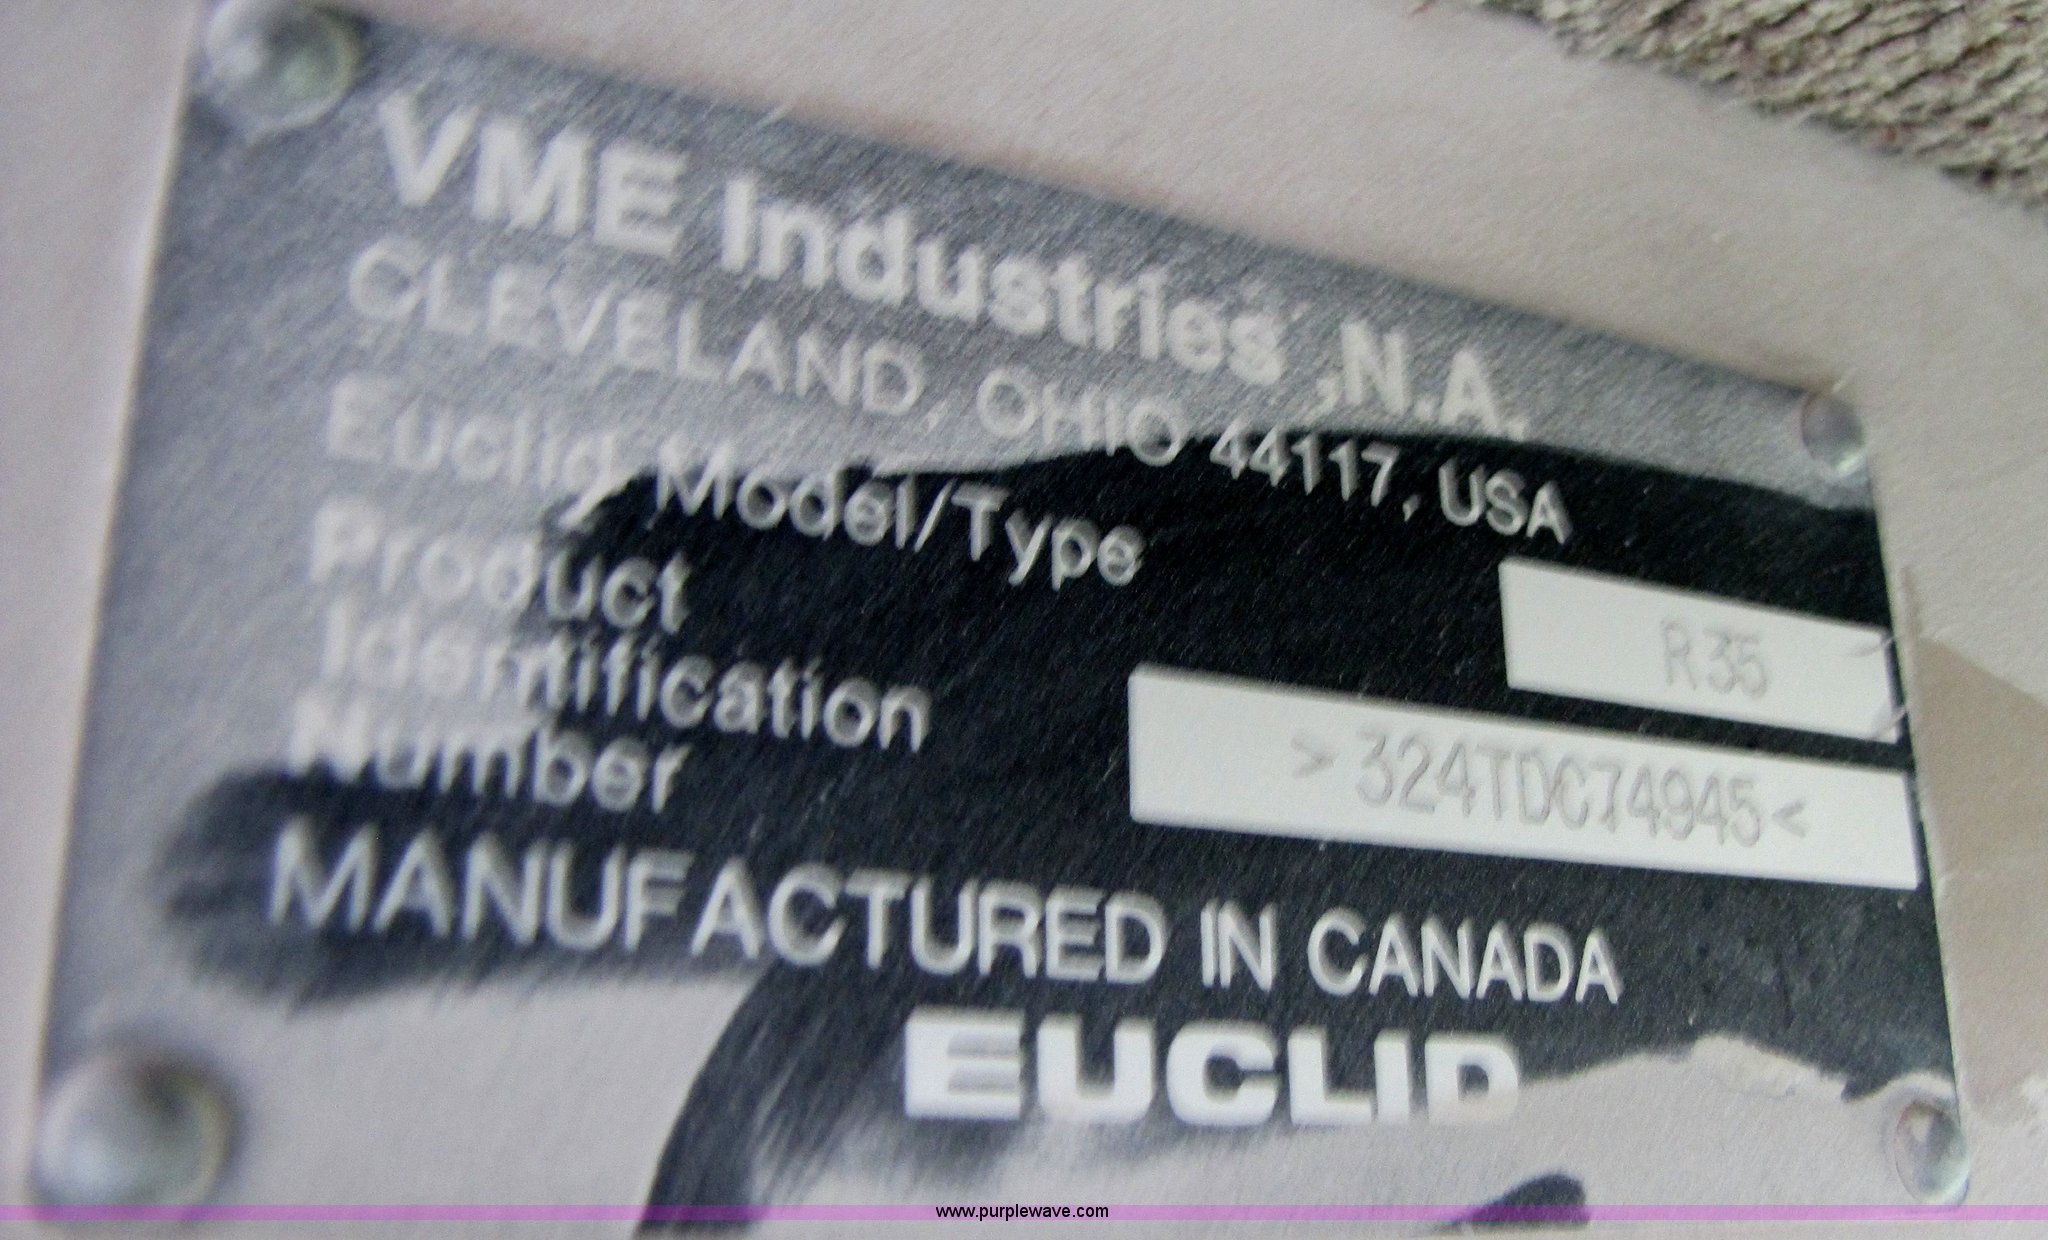 VME Industries ,N.A.
CLEVELAND, OHIO 44117, USA
Euclid Model/Type
R35
Product
Identification
Number
>324TDC74945<
MANUFACTURED IN CANADA
EUCLID
www.purplewave.com